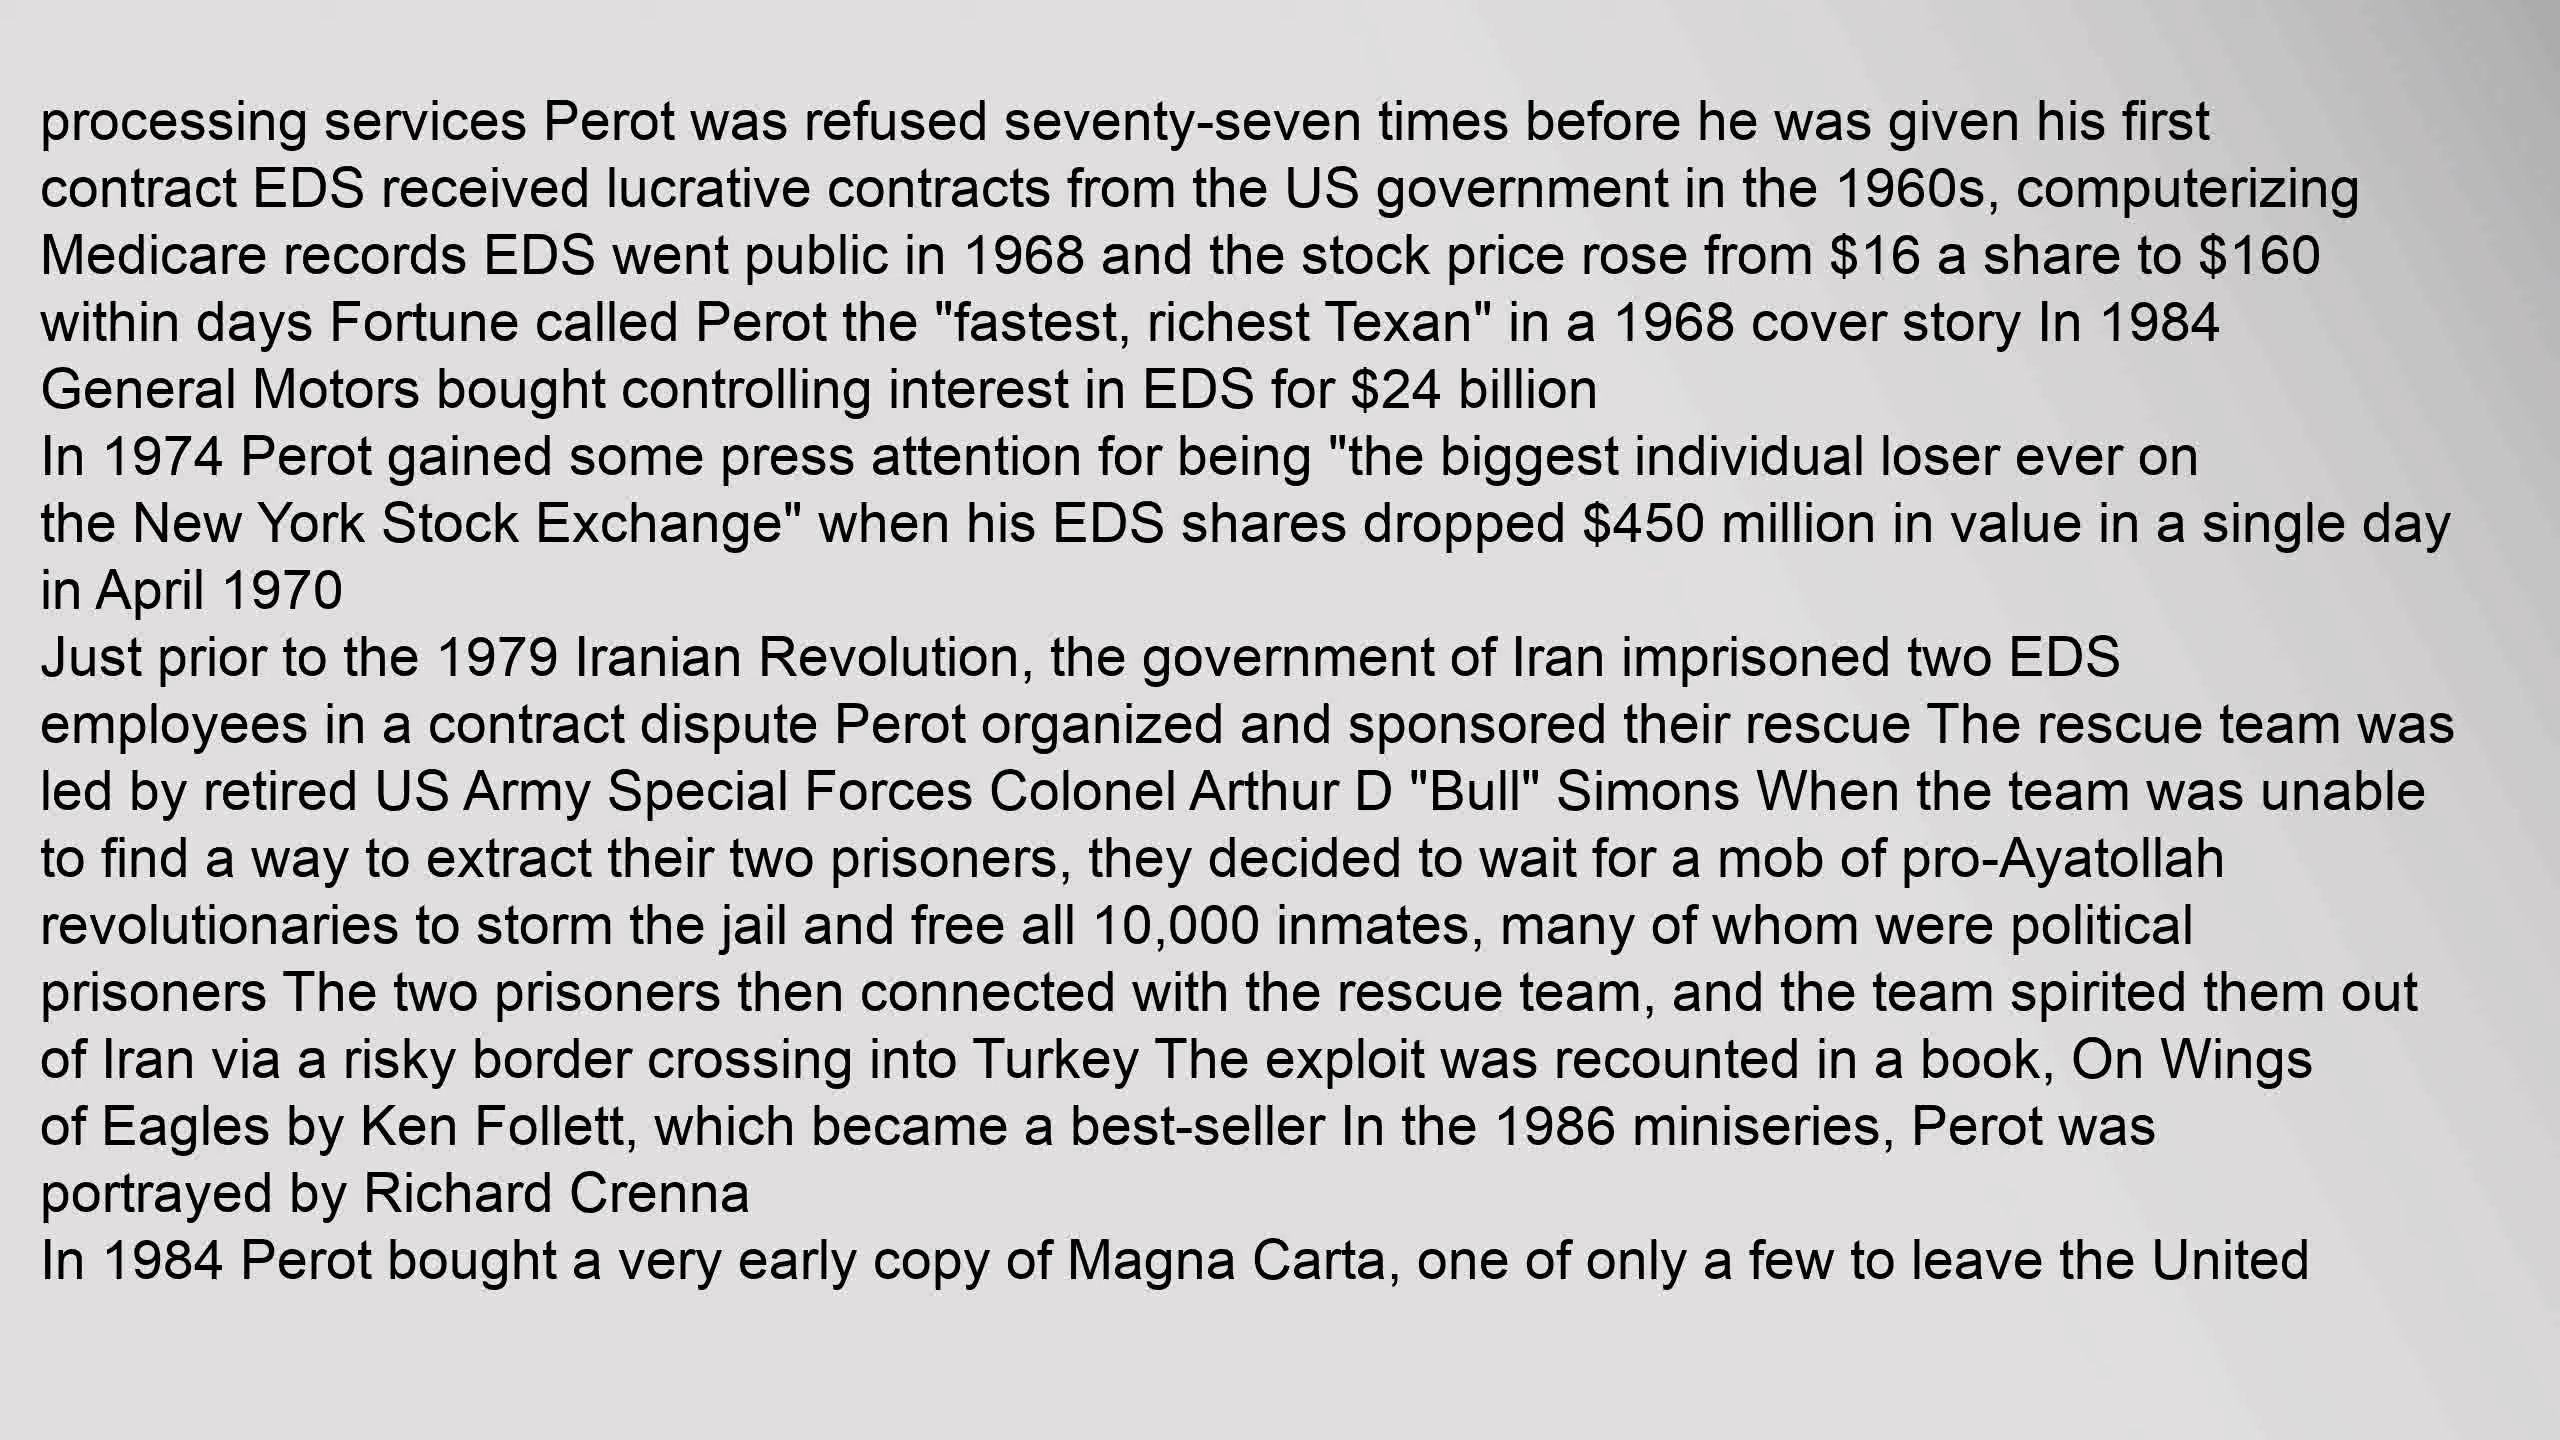 processing services Perot was refused seventy-seven times before he was given his first
contract EDS received lucrative contracts from the US government in the 1960s, computerizing
Medicare records EDS went public in 1968 and the stock price rose from $16 a share to $160
within days Fortune called Perot the "fastest, richest Texan" in a 1968 cover story In 1984
General Motors bought controlling interest in EDS for $24 billion
In 1974 Perot gained some press attention for being "the biggest individual loser ever on
the New York Stock Exchange" when his EDS shares dropped $450 million in value in a single day
in April 1970
Just prior to the 1979 Iranian Revolution, the government of Iran imprisoned two EDS
employees in a contract dispute Perot organized and sponsored their rescue The rescue team was
led by retired US Army Special Forces Colonel Arthur D "Bull" Simons When the team was unable
to find a way to extract their two prisoners, they decided to wait for a mob of pro-Ayatollah
revolutionaries to storm the jail and free all 10,000 inmates, many of whom were political
prisoners The two prisoners then connected with the rescue team, and the team spirited them out
of Iran via a risky border crossing into Turkey The exploit was recounted in a book, On Wings
of Eagles by Ken Follett, which became a best-seller In the 1986 miniseries, Perot was
portrayed by Richard Crenna
In 1984 Perot bought a very early copy of Magna Carta, one of only a few to leave the United